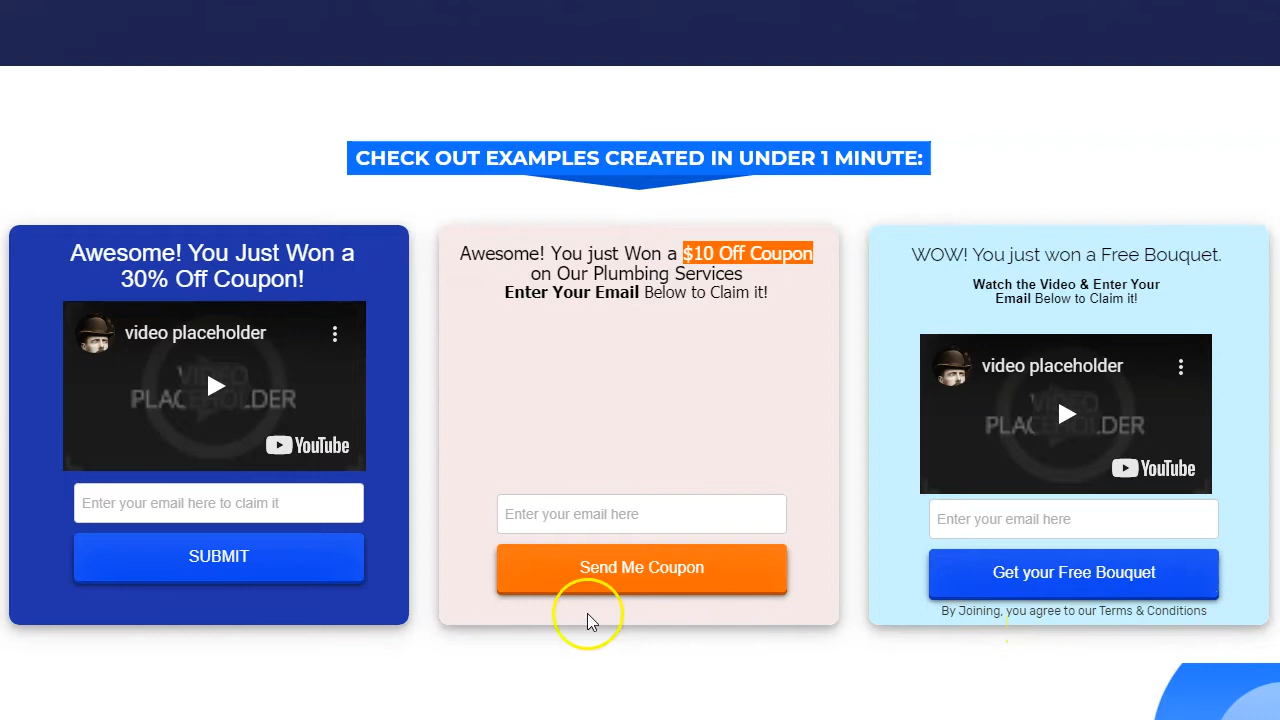 CHECK OUT EXAMPLES CREATED IN UNDER 1 MINUTE:
Awesome! You Just Won a
30% Off Coupon!
video placeholder
VIDEO
PLACEHOLDER
YouTube
Enter your email here to claim it
SUBMIT
Awesome! You just Won a $10 Off Coupon
on Our Plumbing Services
Enter Your Email Below to Claim it!
Enter your email here
Send Me Coupon
WOW! You just won a Free Bouquet.
Watch the Video & Enter Your
Email Below to Claim it!
video placeholder
VIDEO
PLACEHOLDER
YouTube
Enter your email here
Get your Free Bouquet
By Joining, you agree to our Terms & Conditions